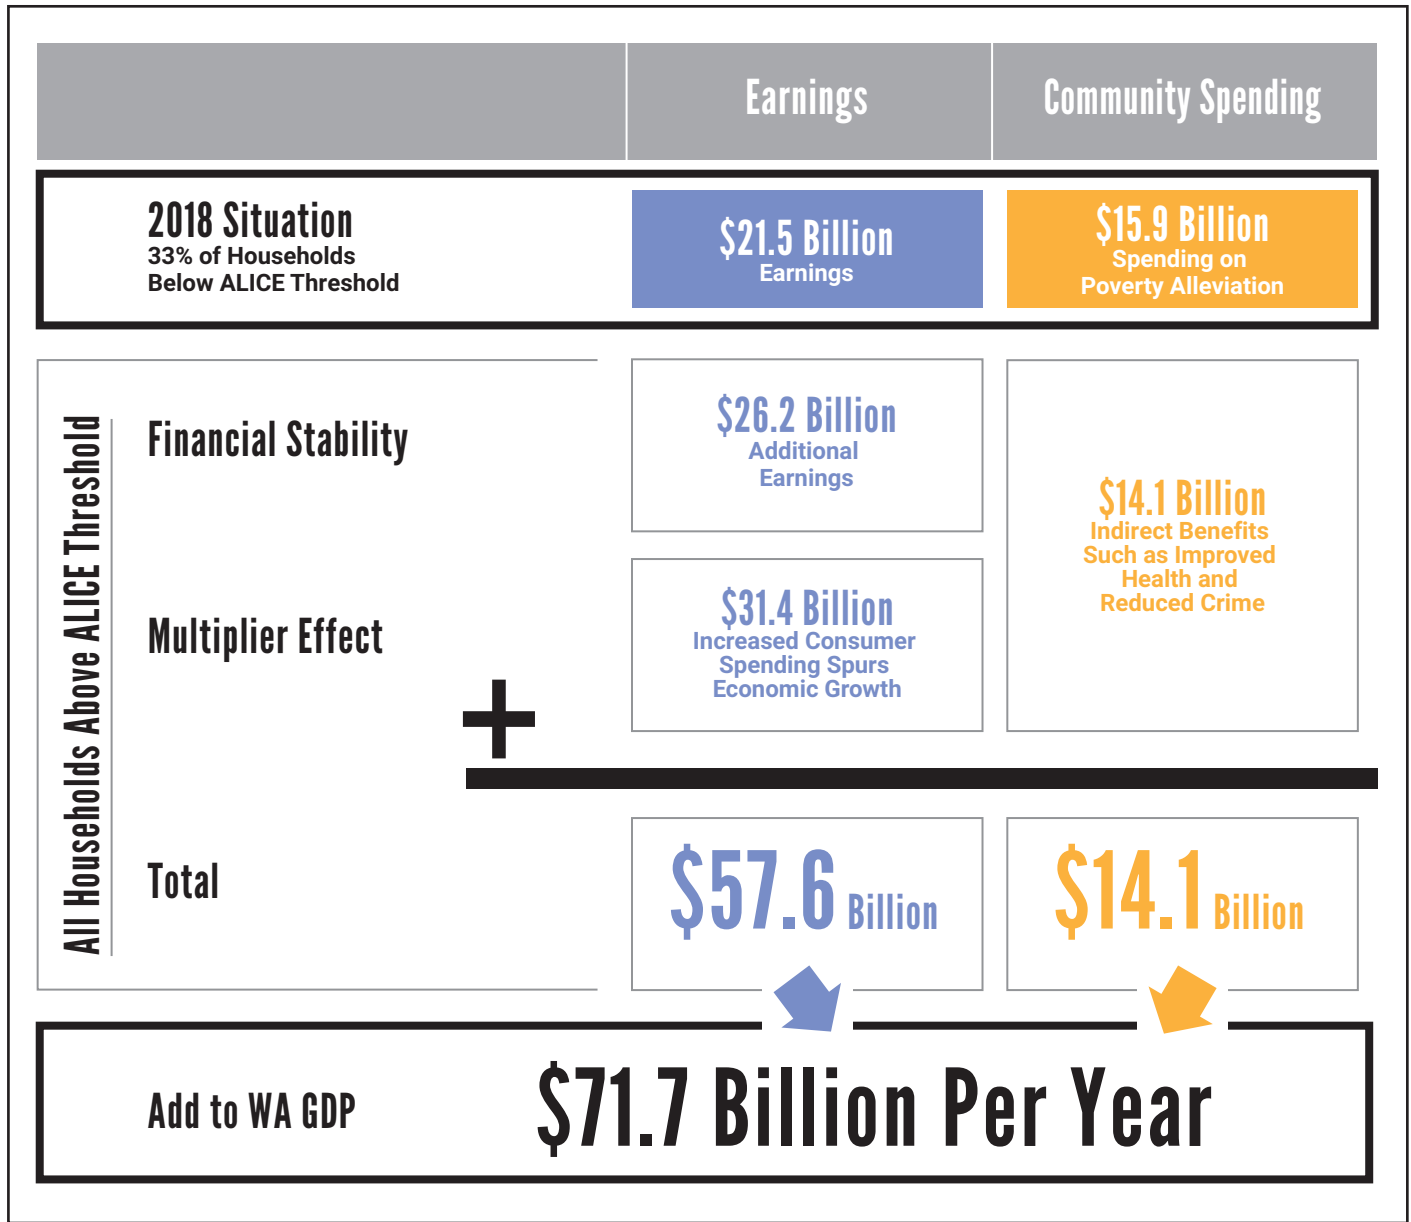 Earnings
Community Spending
2018 Situation
33% of Households
Below ALICE Threshold
$21.5 Billion
Earnings
$15.9 Billion
Spending on
Poverty Alleviation
All Households Above ALICE Threshold
Financial Stability
$26.2 Billion
Additional
Earnings
$14.1 Billion
Indirect Benefits
Such as Improved
Health and
Reduced Crime
Multiplier Effect
$31.4 Billion
Increased Consumer
Spending Spurs
Economic Growth
+
Total
$57.6 Billion
$14.1 Billion
Add to WA GDP
$71.7 Billion Per Year